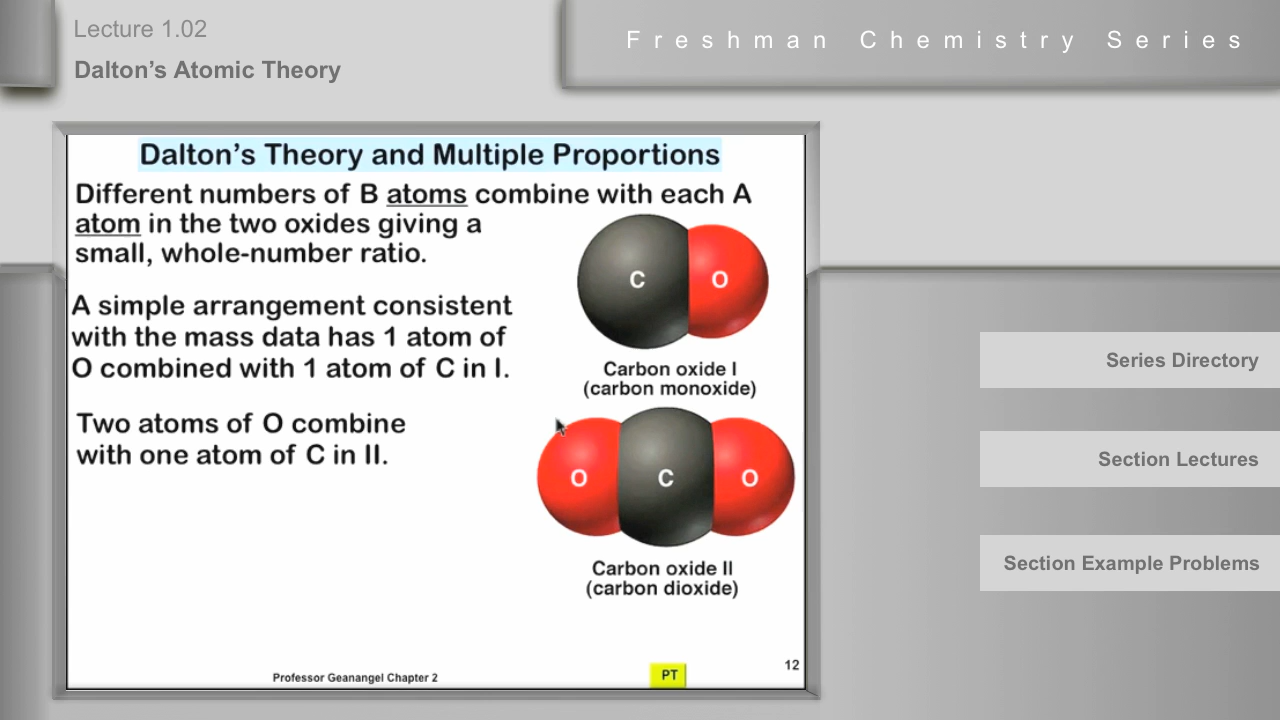 Lecture 1.02
Dalton's Atomic Theory
Freshman Chemistry Series
Dalton's Theory and Multiple Proportions
Different numbers of B atoms combine with each A
atom in the two oxides giving a
small, whole-number ratio.
A simple arrangement consistent
with the mass data has 1 atom of
O combined with 1 atom of C in I.
C O
Carbon oxide I
(carbon monoxide)
Two atoms of O combine
with one atom of C in II.
O C O
Carbon oxide II
(carbon dioxide)
Professor Geanangel Chapter 2
PT
12
Series Directory
Section Lectures
Section Example Problems